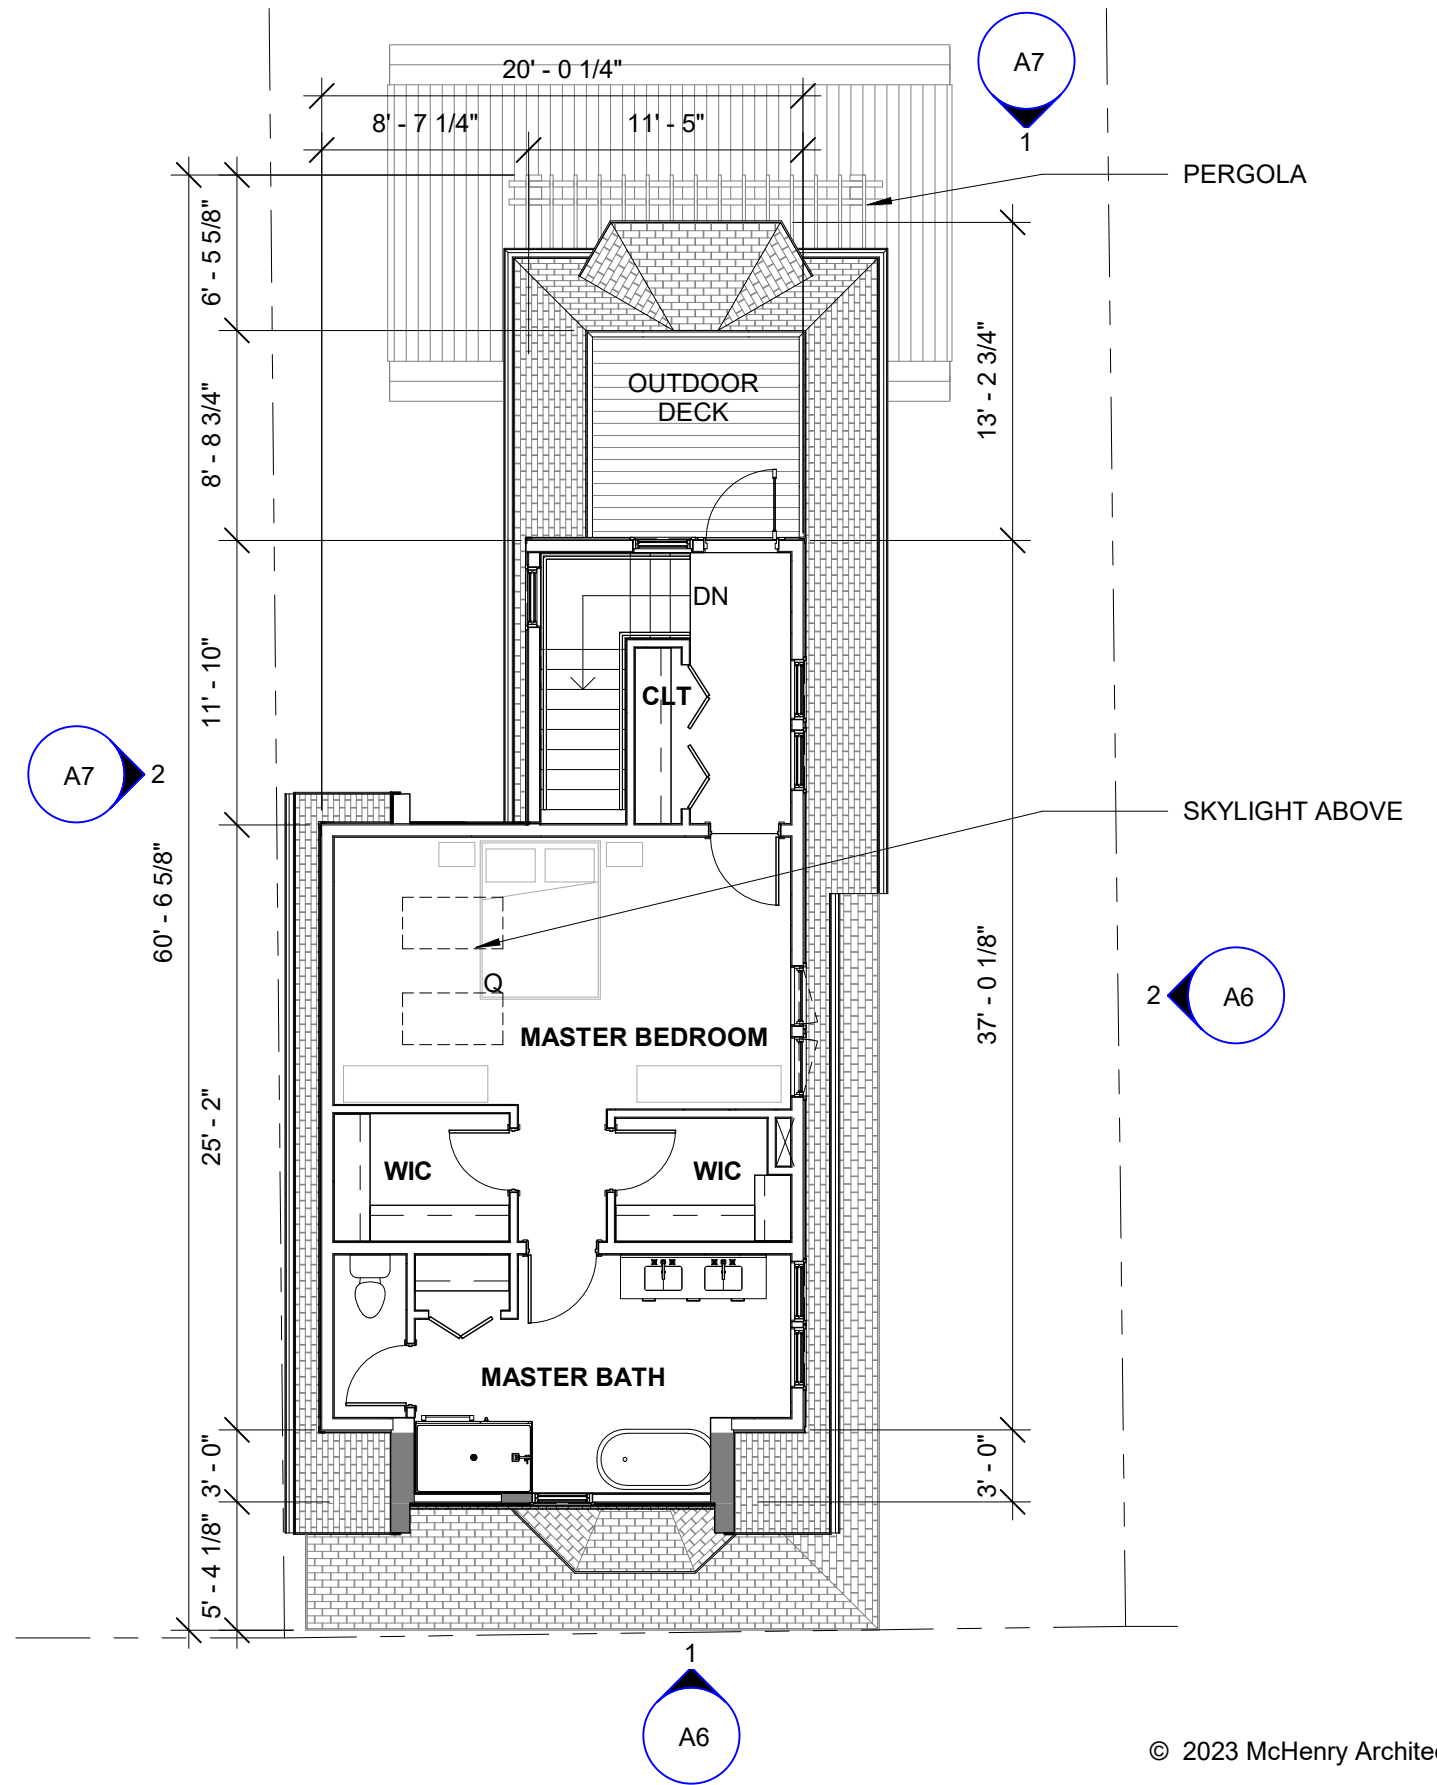 A7
1
20' - 0 1/4"
8' - 7 1/4"
11' - 5"
PERGOLA
6' - 5 5/8"
13' - 2 3/4"
8' - 8 3/4"
OUTDOOR
DECK
DN
11' - 10"
CLT
A7
2
SKYLIGHT ABOVE
60' - 6 5/8"
37' - 0 1/8"
Q
2
A6
MASTER BEDROOM
25' - 2"
WIC
WIC
MASTER BATH
3' - 0"
3' - 0"
5' - 4 1/8"
1
A6
© 2023 McHenry Archite